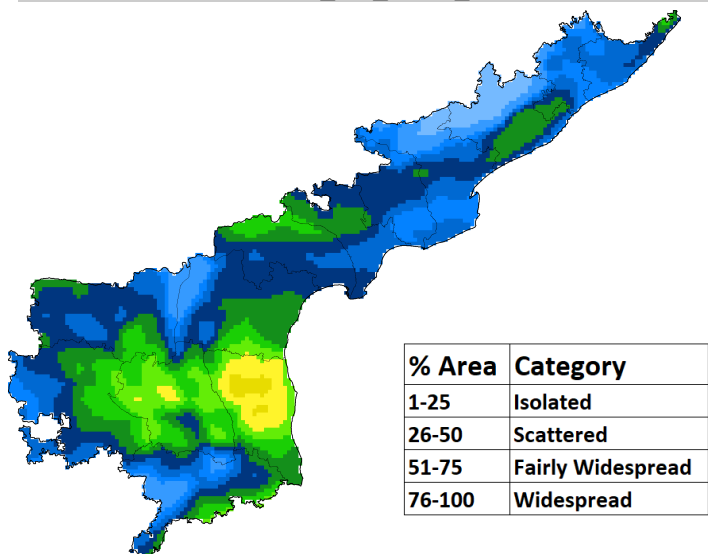 % Area Category
1-25 Isolated
26-50 Scattered
51-75 Fairly Widespread
76-100 Widespread